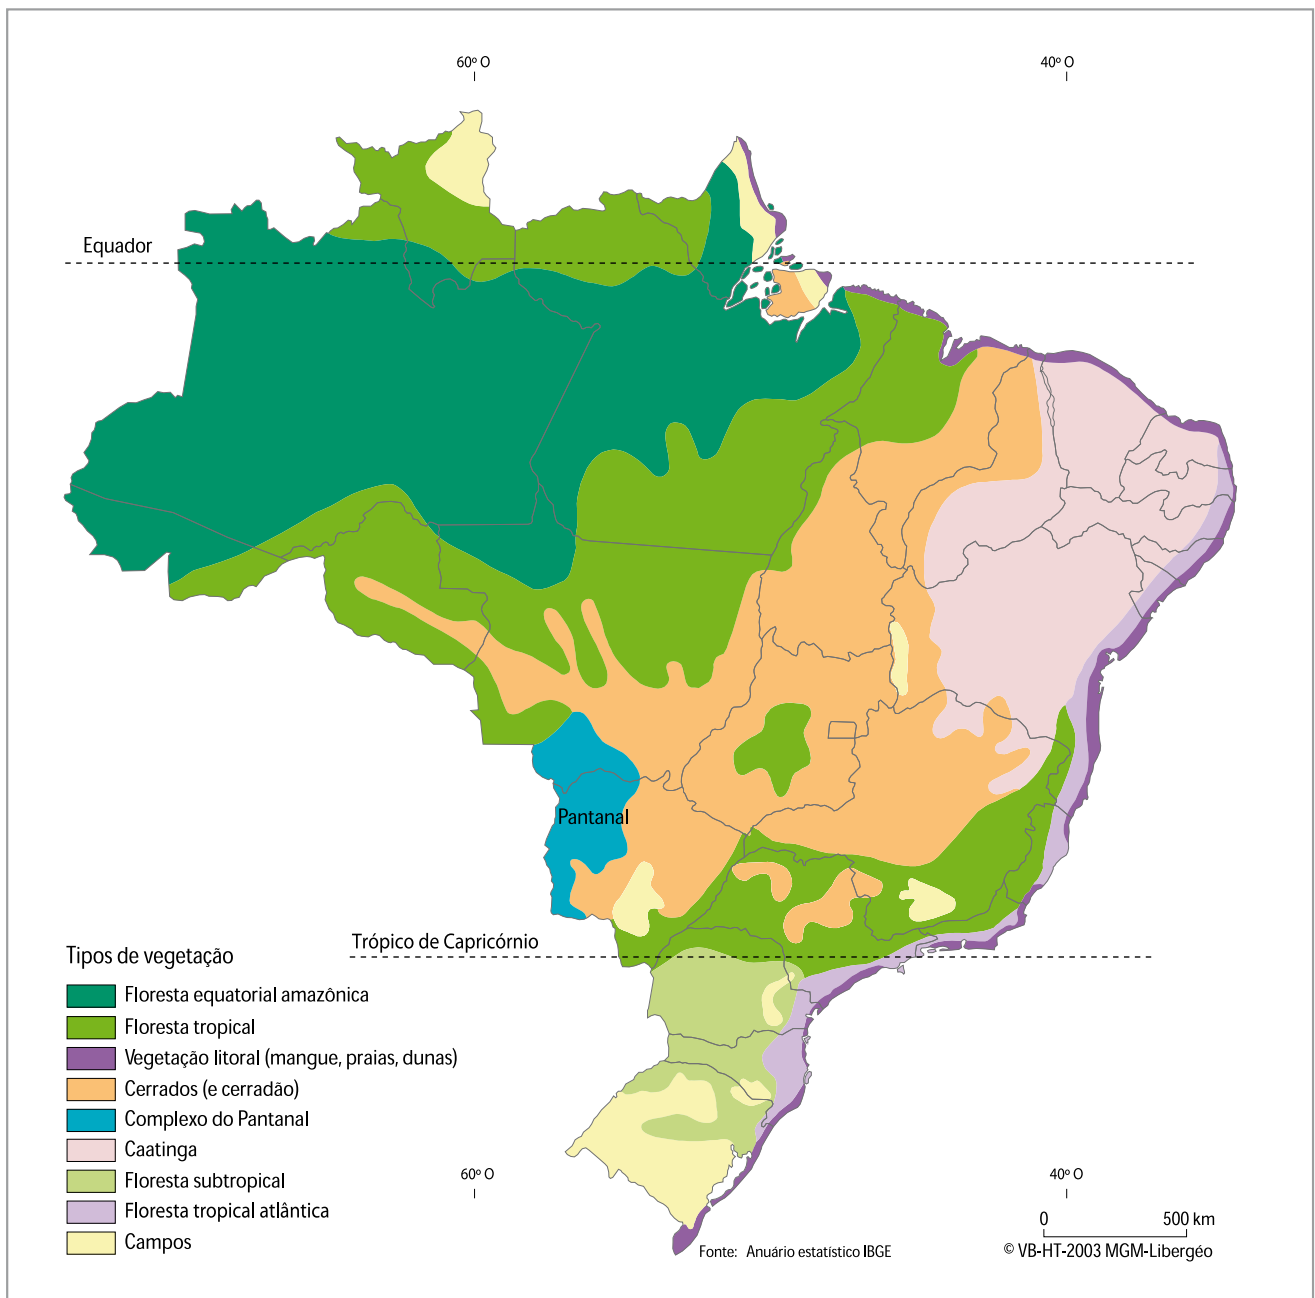 60º O
40º O
Equador
Pantanal
Trópico de Capricórnio
Tipos de vegetação
Floresta equatorial amazônica
Floresta tropical
Vegetação litoral (mangue, praias, dunas)
Cerrados (e cerradão)
Complexo do Pantanal
Caatinga
Floresta subtropical
Floresta tropical atlântica
Campos
60º O
40º O
0 500 km
Fonte: Anuário estatístico IBGE
© VB-HT-2003 MGM-Libergéo